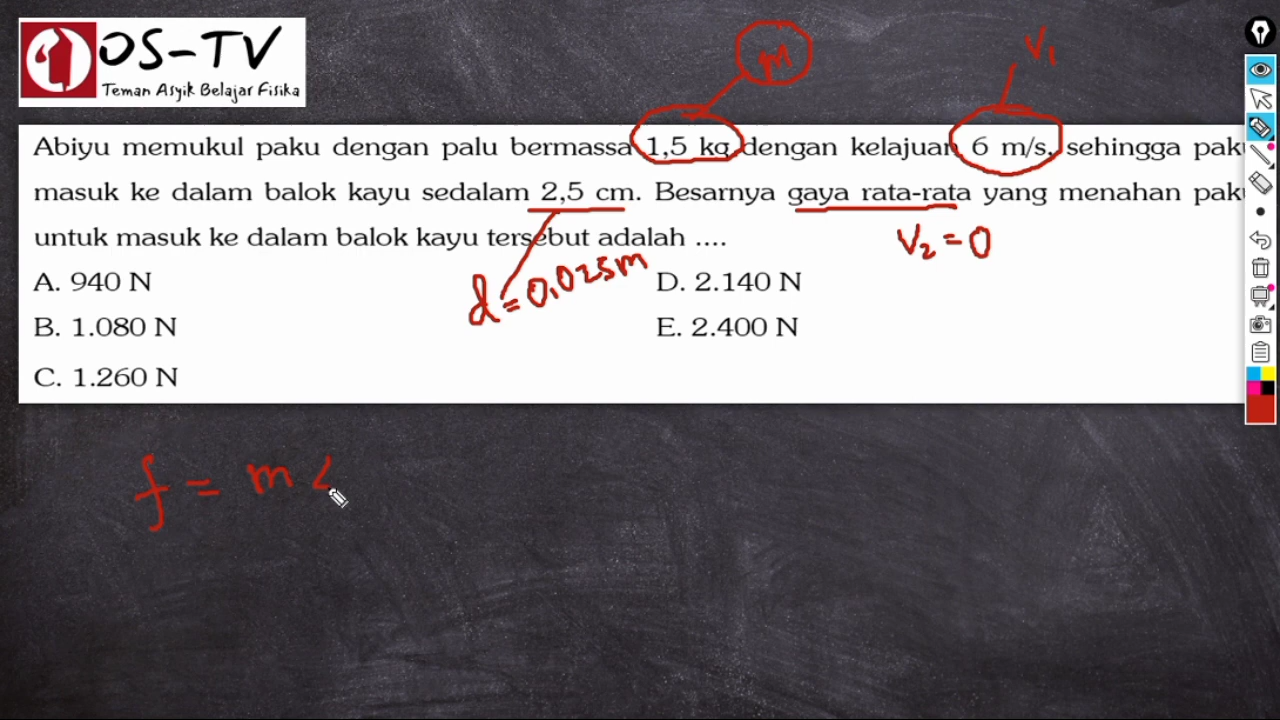 OS-TV
Teman Asyik Belajar Fisika
m
V₁
Abiyu memukul paku dengan palu bermassa 1,5 kg dengan kelajuan 6 m/s, sehingga
masuk ke dalam balok kayu sedalam 2,5 cm. Besarnya gaya rata-rata yang menahan
untuk masuk ke dalam balok kayu tersebut adalah ....
V₂ = 0
d = 0,025m
A. 940 N
B. 1.080 N
C. 1.260 N
D. 2.140 N
E. 2.400 N
f = m